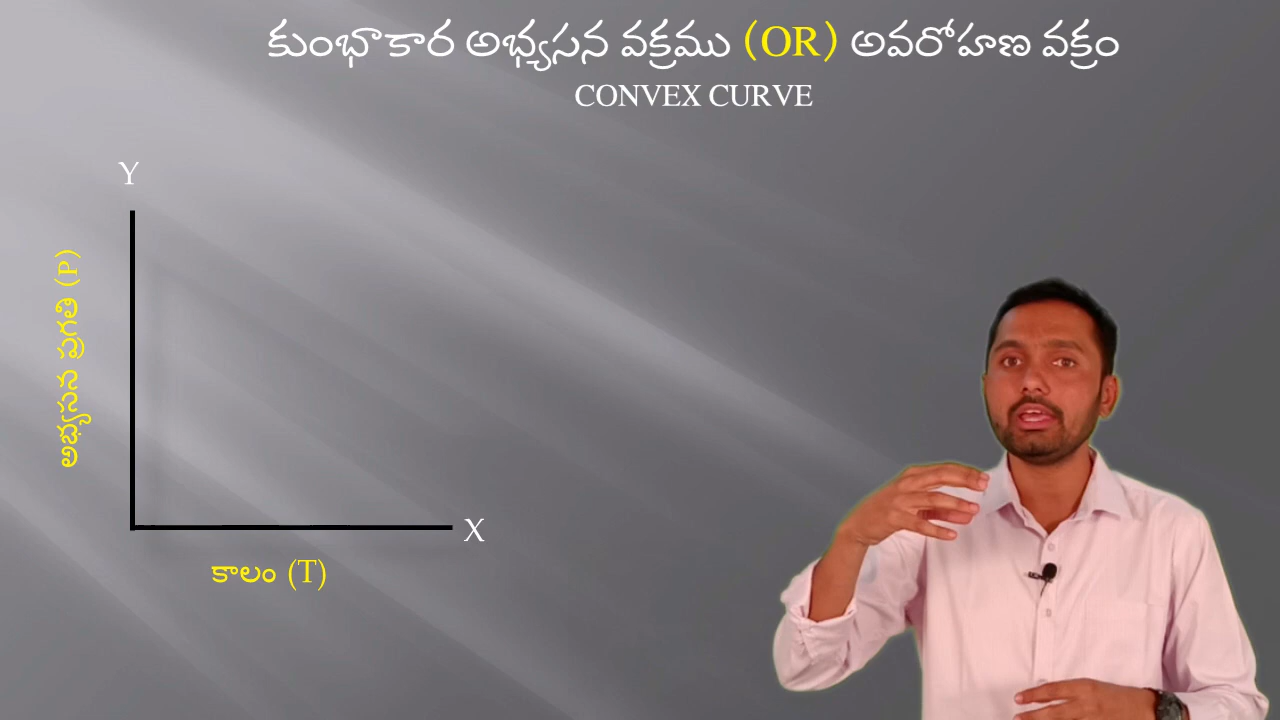 కుంభాకార అభ్యసన వక్రము (OR) అవరోహణ వక్రం
CONVEX CURVE
Y
అభ్యసన ప్రగతి (P)
X
కాలం (T)